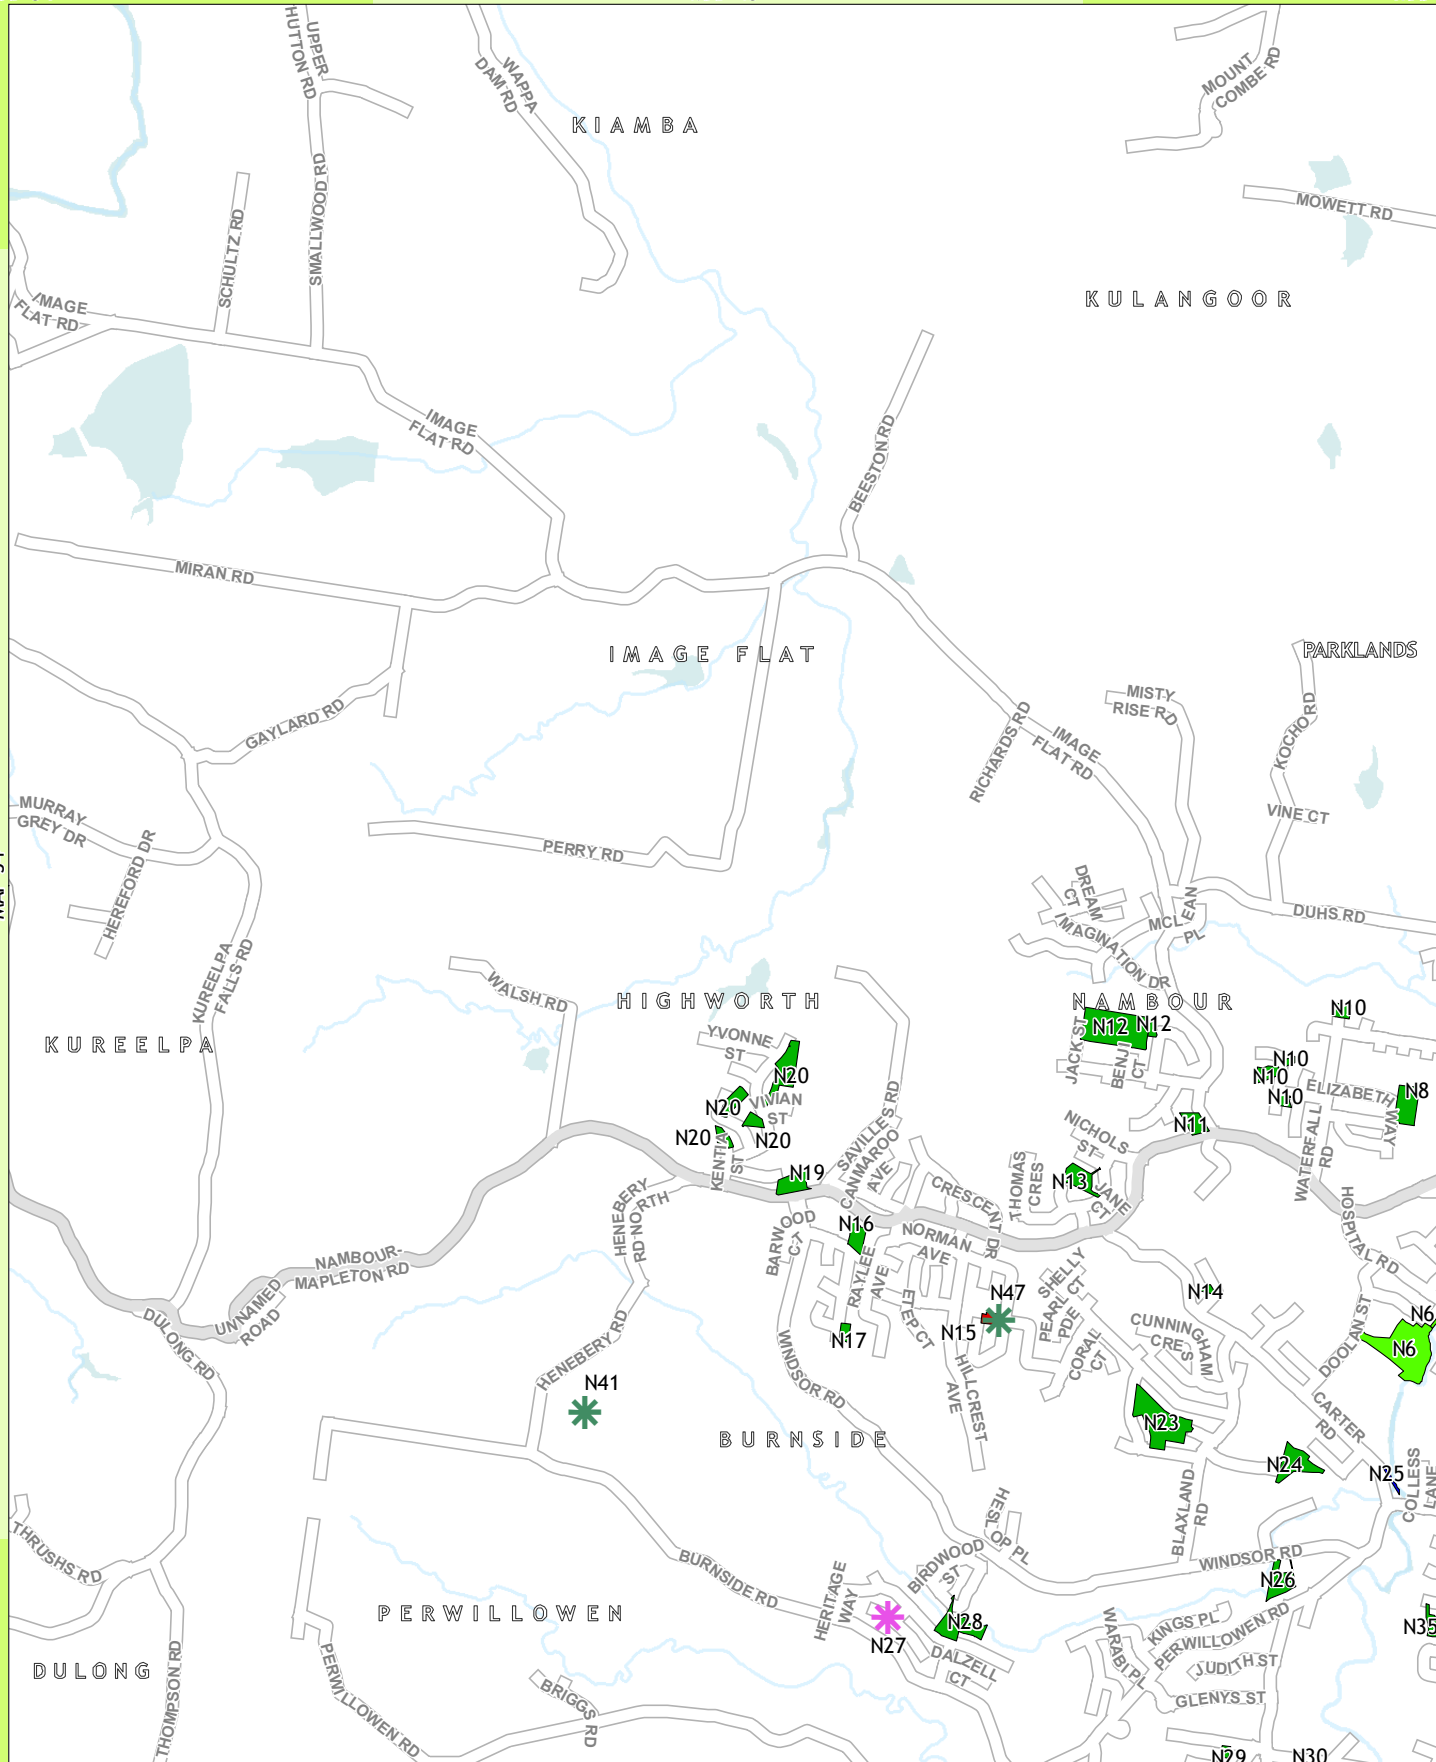 UPPER
HUTTON RD
WAPPA
DAM RD
MOUNT
COMBE RD
KIAMBA
SMALLWOOD RD
SCHULTZ RD
MOWETT RD
IMAGE
FLAT RD
KULANGOOR
IMAGE
FLAT RD
BEESTON RD
MIRAN RD
IMAGE FLAT
PARKLANDS
MISTY
RISE RD
KOCHO RD
GAYLARD RD
RICHARDS RD
IMAGE
FLAT RD
VINE CT
MURRAY
GREY DR
HEREFORD DR
PERRY RD
DREAM
CT
MCLEAN
PL
DUHS RD
IMAGINATION DR
KUREELPA
FALLS RD
WALSH RD
HIGHWORTH
NAMBOUR
KUREELPA
YVONNE
ST
JACK ST
N12
N12
BENJI
CT
N10
N10
N10
N10
ELIZABETH
WAY
N8
N20
N20
VIVIAN
ST
N20
N20
KENTIA
ST
SAVILLES RD
CANMAROO
AVE
NICHOLS
ST
N11
WATERFALL
RD
N19
THOMAS
CRES
N13
JANE
CT
CRESCENT DR
HENEBERY
RD NORTH
BARWOOD
CT
N16
NORMAN
AVE
HOSPITAL RD
NAMBOUR-
MAPLETON RD
UNNAMED
ROAD
RAYLEE
AVE
ETEP CT
SHELLY
CT
PEARL
PDE
CORAL
CT
N47
N15
N14
N17
DULONG RD
HENEBERY RD
WINDSOR RD
HILLCREST
AVE
CUNNINGHAM
CRES
DOOLAN ST
N6
N6
N41
BURNSIDE
N23
CARTER
RD
N24
N25
COLLESS
LANE
THRUSHS RD
HESLOP PL
BLAXLAND
RD
WINDSOR RD
BURNSIDE RD
HERITAGE
WAY
BIRDWOOD
ST
N26
PERWILLOWEN
N27
N28
DALZELL
CT
WARABI PL
KINGS PL
PERWILLOWEN RD
JUDITH ST
GLENYS ST
N35
DULONG
THOMPSON RD
PERWILLOWEN RD
BRIGGS RD
N29
N30